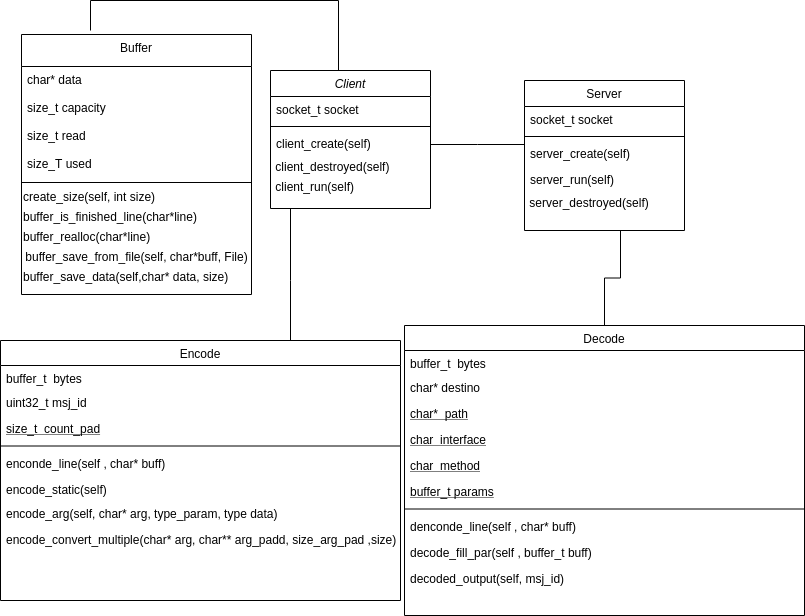 Buffer
char* data
size_t capacity
size_t read
size_T used
create_size(self, int size)
buffer_is_finished_line(char*line)
buffer_realloc(char*line)
buffer_save_from_file(self, char*buff, File)
buffer_save_data(self,char* data, size)
Client
socket_t socket
client_create(self)
client_destroyed(self)
client_run(self)
Server
socket_t socket
server_create(self)
server_run(self)
server_destroyed(self)
Encode
buffer_t  bytes
uint32_t msj_id
size_t count_pad
enconde_line(self , char* buff)
encode_static(self)
encode_arg(self, char* arg, type_param, type data)
encode_convert_multiple(char* arg, char** arg_padd, size_arg_pad ,size)
Decode
buffer_t  bytes
char* destino
char*  path
char interface
char method
buffer_t params
denconde_line(self , char* buff)
decode_fill_par(self , buffer_t buff)
decoded_output(self, msj_id)